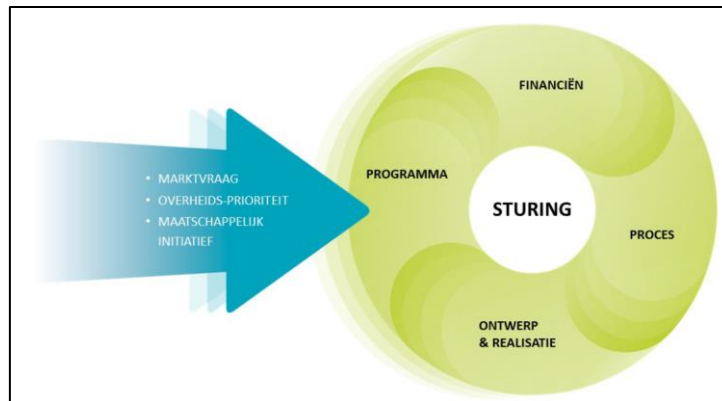 • MARKTVRAAG
• OVERHEIDS-PRIORITEIT
• MAATSCHAPPELIJK
INITIATIEF
FINANCIËN
PROGRAMMA
STURING
PROCES
ONTWERP
& REALISATIE